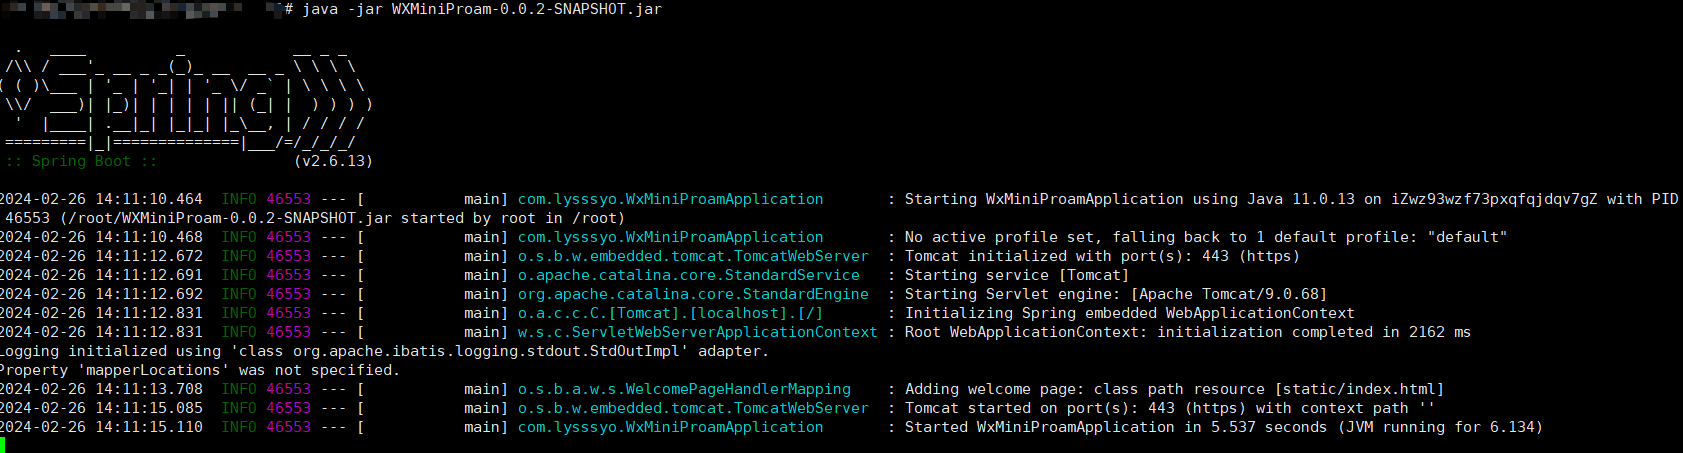 # java -jar WXMiniProam-0.0.2-SNAPSHOT.jar
  .   ____          _            __ _ _
 /\\ / ___'_ __ _ _(_)_ __  __ _ \ \ \ \
( ( )\___ | '_ | '_| | '_ \/ _` | \ \ \ \
 \\/  ___)| |_)| | | | | || (_| |  ) ) ) )
  '  |____| .__|_| |_|_| |_\__, | / / / /
 =========|_|==============|___/=/_/_/_/
 :: Spring Boot ::               (v2.6.13)
2024-02-26 14:11:10.464  INFO 46553 --- [           main] com.lysssyo.WxMiniProamApplication       : Starting WxMiniProamApplication using Java 11.0.13 on iZwz93wzf73pxqfqjdqv7gZ with PID
 46553 (/root/WXMiniProam-0.0.2-SNAPSHOT.jar started by root in /root)
2024-02-26 14:11:10.468  INFO 46553 --- [           main] com.lysssyo.WxMiniProamApplication       : No active profile set, falling back to 1 default profile: "default"
2024-02-26 14:11:12.672  INFO 46553 --- [           main] o.s.b.w.embedded.tomcat.TomcatWebServer  : Tomcat initialized with port(s): 443 (https)
2024-02-26 14:11:12.691  INFO 46553 --- [           main] o.apache.catalina.core.StandardService   : Starting service [Tomcat]
2024-02-26 14:11:12.692  INFO 46553 --- [           main] org.apache.catalina.core.StandardEngine  : Starting Servlet engine: [Apache Tomcat/9.0.68]
2024-02-26 14:11:12.831  INFO 46553 --- [           main] o.a.c.c.C.[Tomcat].[localhost].[/]       : Initializing Spring embedded WebApplicationContext
2024-02-26 14:11:12.831  INFO 46553 --- [           main] w.s.c.ServletWebServerApplicationContext : Root WebApplicationContext: initialization completed in 2162 ms
Logging initialized using 'class org.apache.ibatis.logging.stdout.StdOutImpl' adapter.
Property 'mapperLocations' was not specified.
2024-02-26 14:11:13.708  INFO 46553 --- [           main] o.s.b.a.w.s.WelcomePageHandlerMapping    : Adding welcome page: class path resource [static/index.html]
2024-02-26 14:11:15.085  INFO 46553 --- [           main] o.s.b.w.embedded.tomcat.TomcatWebServer  : Tomcat started on port(s): 443 (https) with context path ''
2024-02-26 14:11:15.110  INFO 46553 --- [           main] com.lysssyo.WxMiniProamApplication       : Started WxMiniProamApplication in 5.537 seconds (JVM running for 6.134)